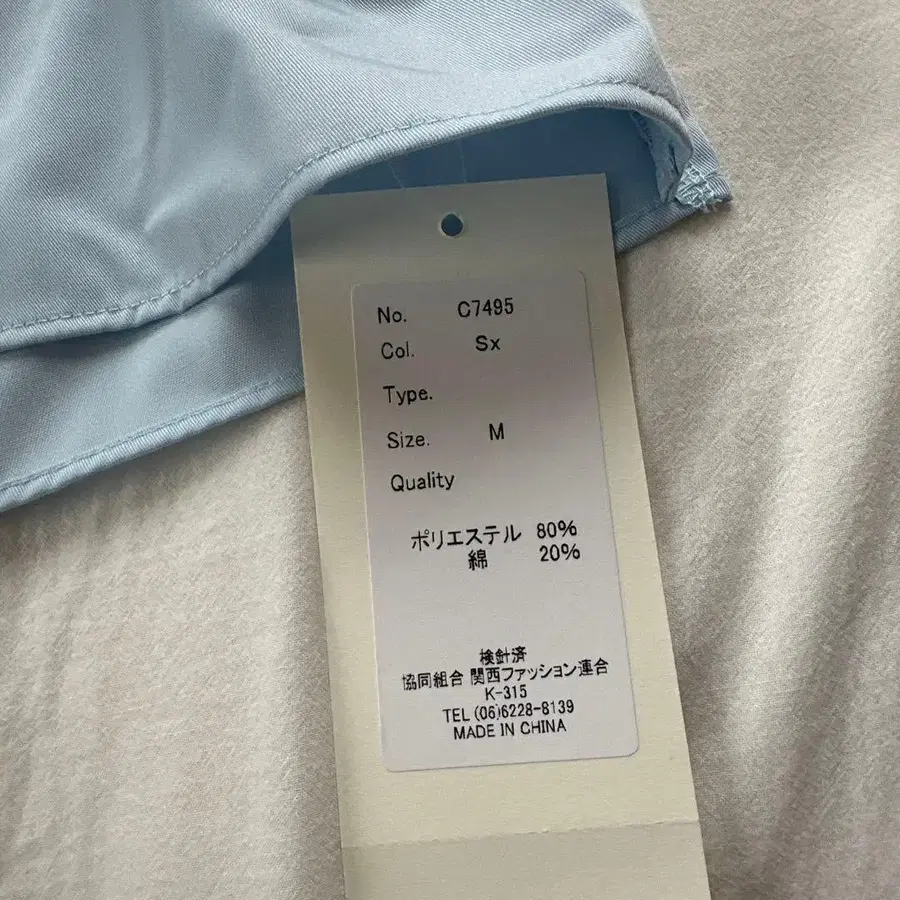 No. C7495
Col. Sx
Type.
Size. M
Quality
ポリエステル 80%
綿 20%
検針済
協同組合 関西ファッション連合
K-315
TEL (06)6228-8139
MADE IN CHINA